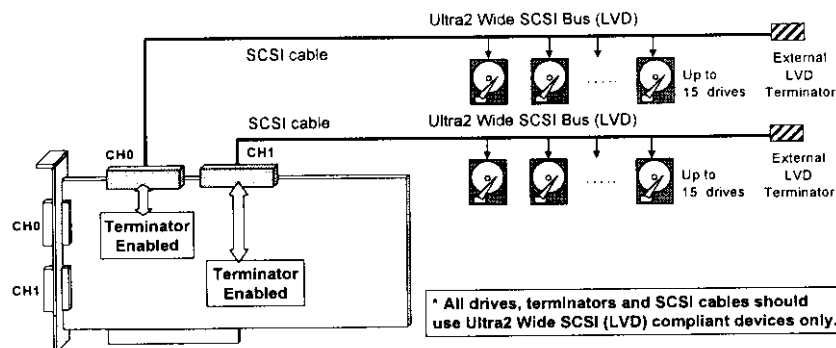 Ultra2 Wide SCSI Bus (LVD)
SCSI cable
Up to
15 drives
External
LVD
Terminator
Ultra2 Wide SCSI Bus (LVD)
SCSI cable
CH0
CH1
Up to
15 drives
External
LVD
Terminator
CH0
Terminator
Enabled
CH1
Terminator
Enabled
* All drives, terminators and SCSI cables should
use Ultra2 Wide SCSI (LVD) compliant devices only.